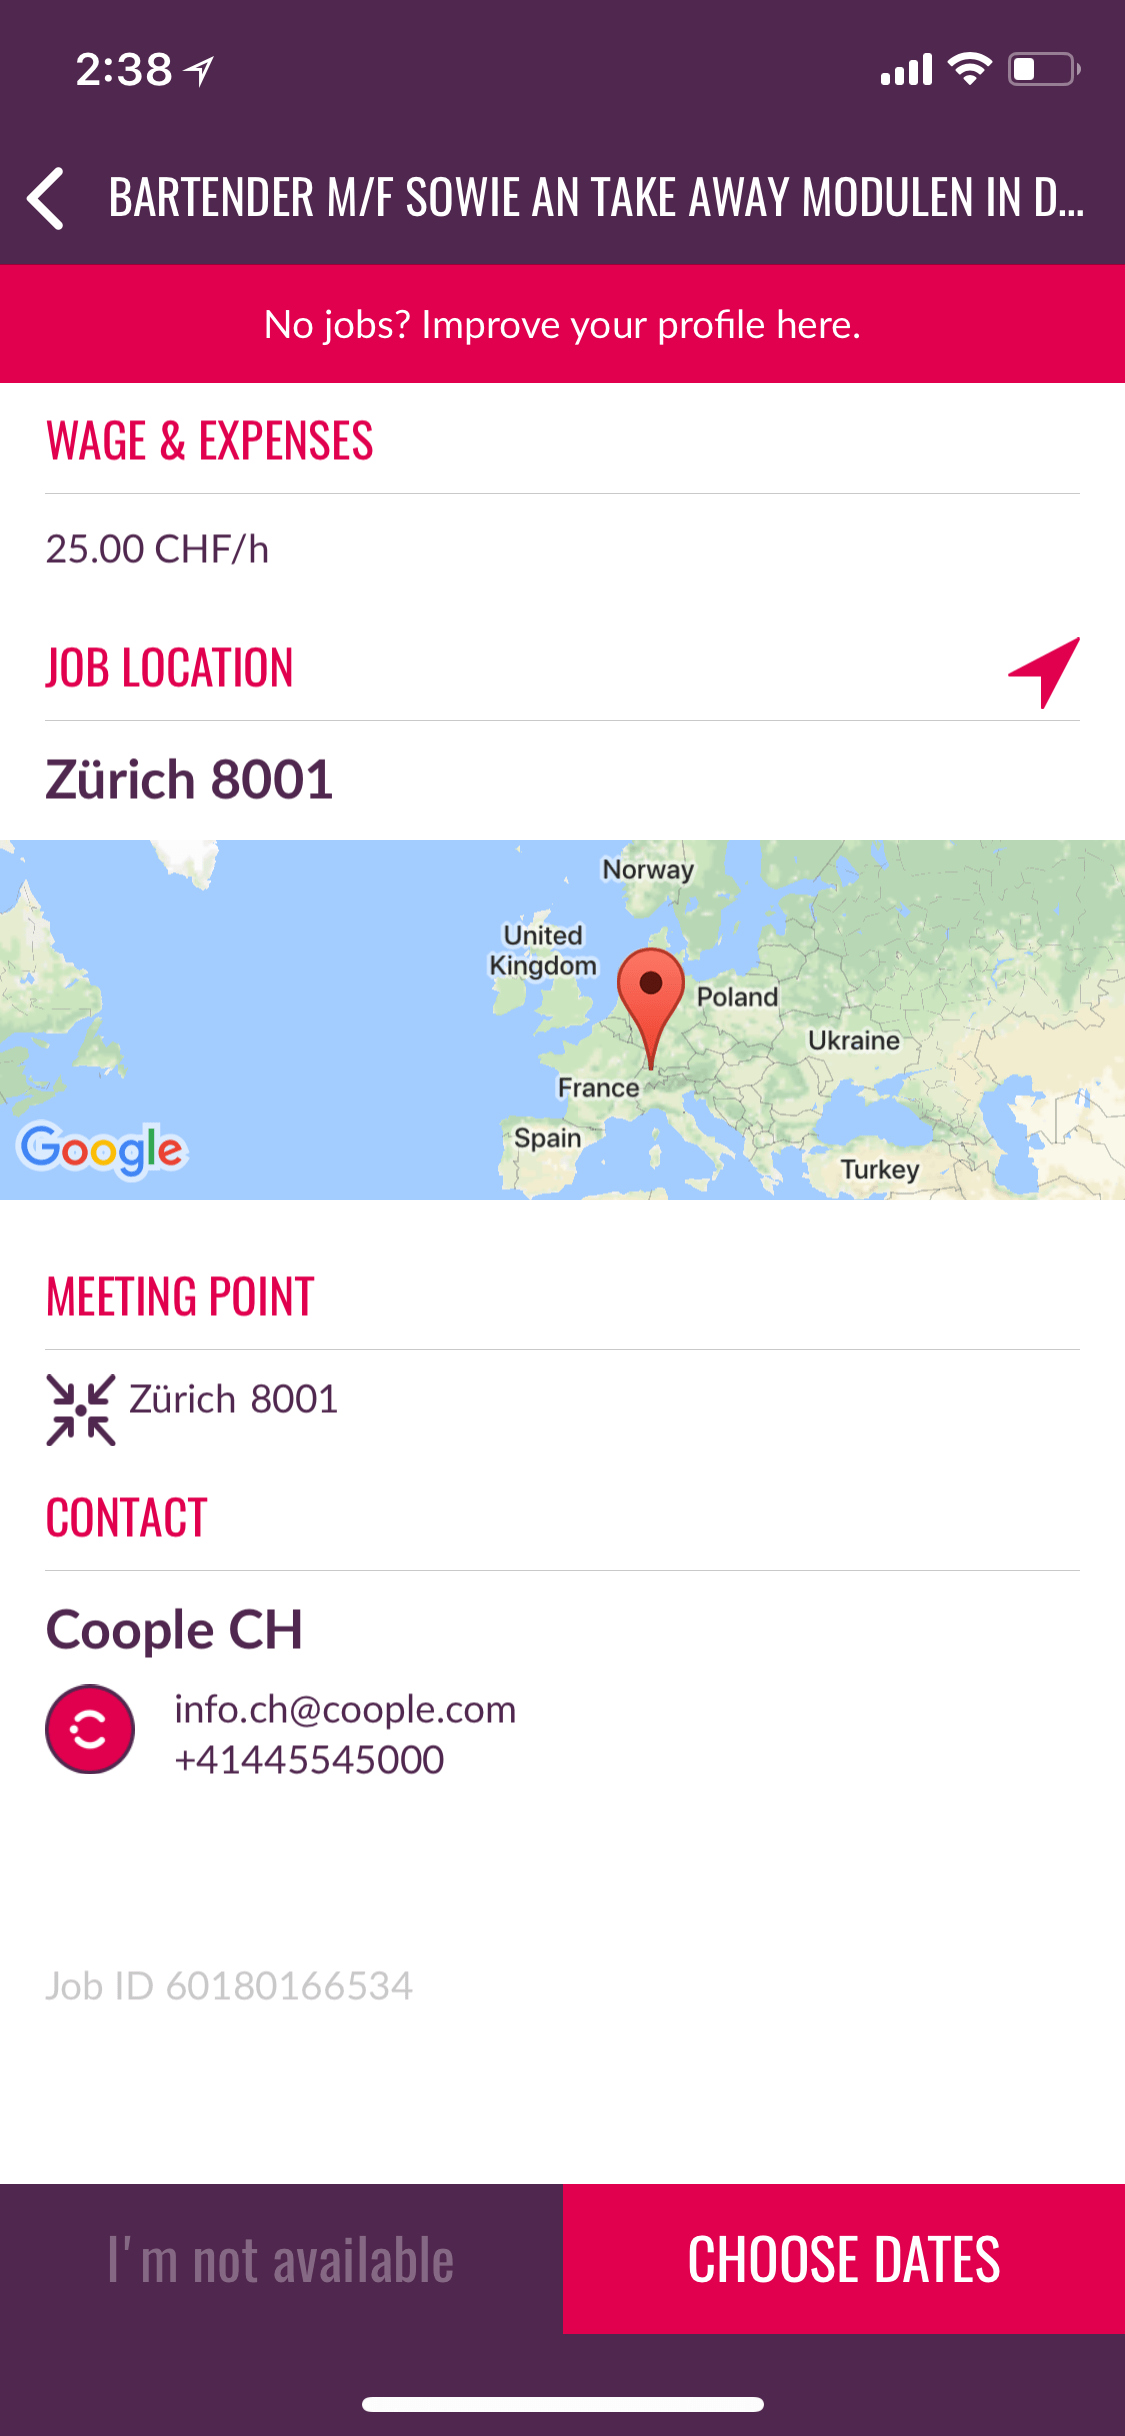 2:38
BARTENDER M/F SOWIE AN TAKE AWAY MODULEN IN D...
No jobs? Improve your profile here.
WAGE & EXPENSES
25.00 CHF/h
JOB LOCATION
Zürich 8001
Norway
United
Kingdom
Poland
Ukraine
France
Spain
Turkey
Google
MEETING POINT
Zürich 8001
CONTACT
Coople CH
info.ch@coople.com
+41445545000
Job ID 60180166534
I'm not available
CHOOSE DATES